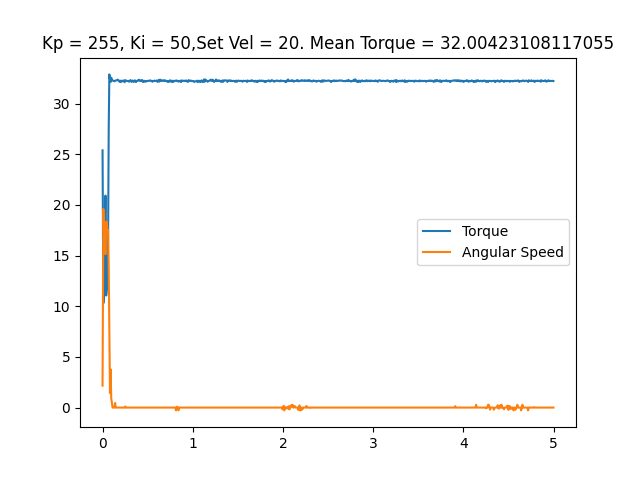 Kp = 255, Ki = 50,Set Vel = 20. Mean Torque = 32.00423108117055
30
25
20
15
10
5
0
Torque
Angular Speed
0 1 2 3 4 5